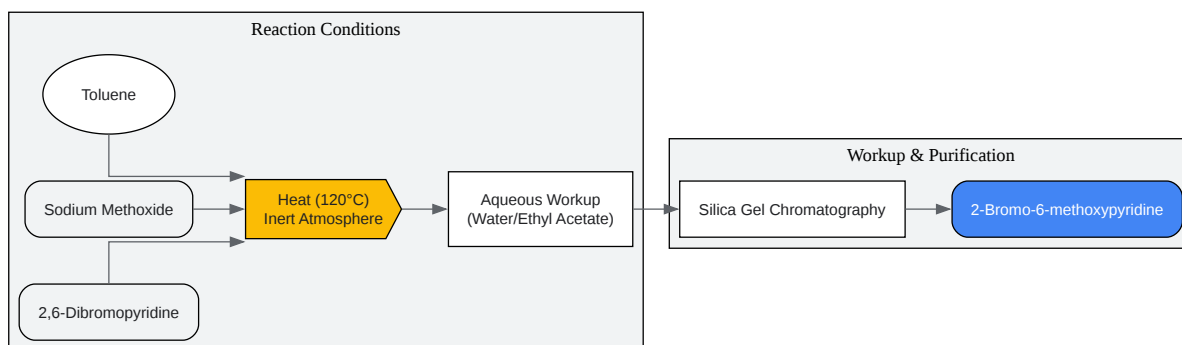 Reaction Conditions
Toluene
Sodium Methoxide
2,6-Dibromopyridine
Heat (120°C)
Inert Atmosphere
Aqueous Workup
(Water/Ethyl Acetate)
Workup & Purification
Silica Gel Chromatography
2-Bromo-6-methoxypyridine